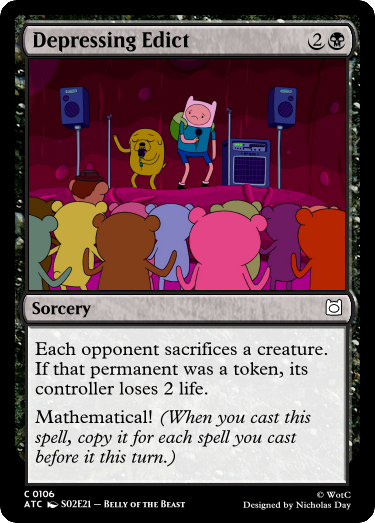 Depressing Edict 2
Sorcery
Each opponent sacrifices a creature.
If that permanent was a token, its
controller loses 2 life.
Mathematical! (When you cast this
spell, copy it for each spell you cast
before it this turn.)
C 0106 © WotC
ATC S02E21 — Belly of the Beast Designed by Nicholas Day